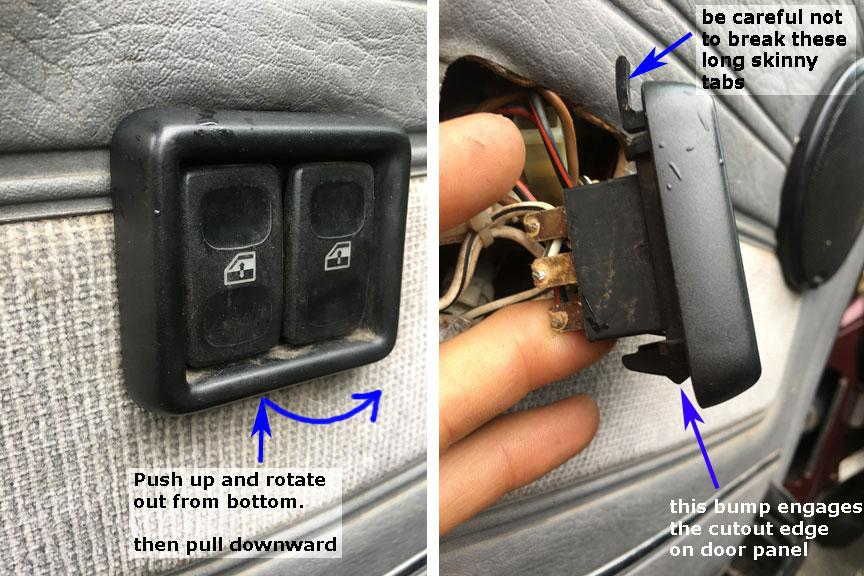 Push up and rotate
out from bottom.
then pull downward
be careful not
to break these
long skinny
tabs
this bump engages
the cutout edge
on door panel